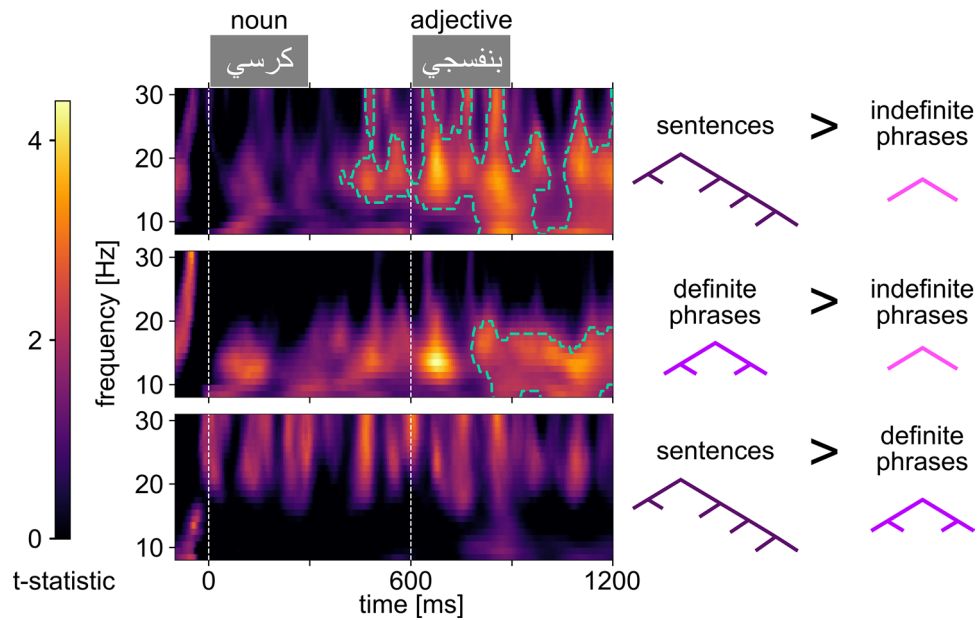 noun
adjective
كرسي
بنفسجي
30
20
10
sentences
>
indefinite
phrases
4
2
0
t-statistic
frequency [Hz]
30
20
10
definite
phrases
>
indefinite
phrases
30
20
10
sentences
>
definite
phrases
0
600
1200
time [ms]